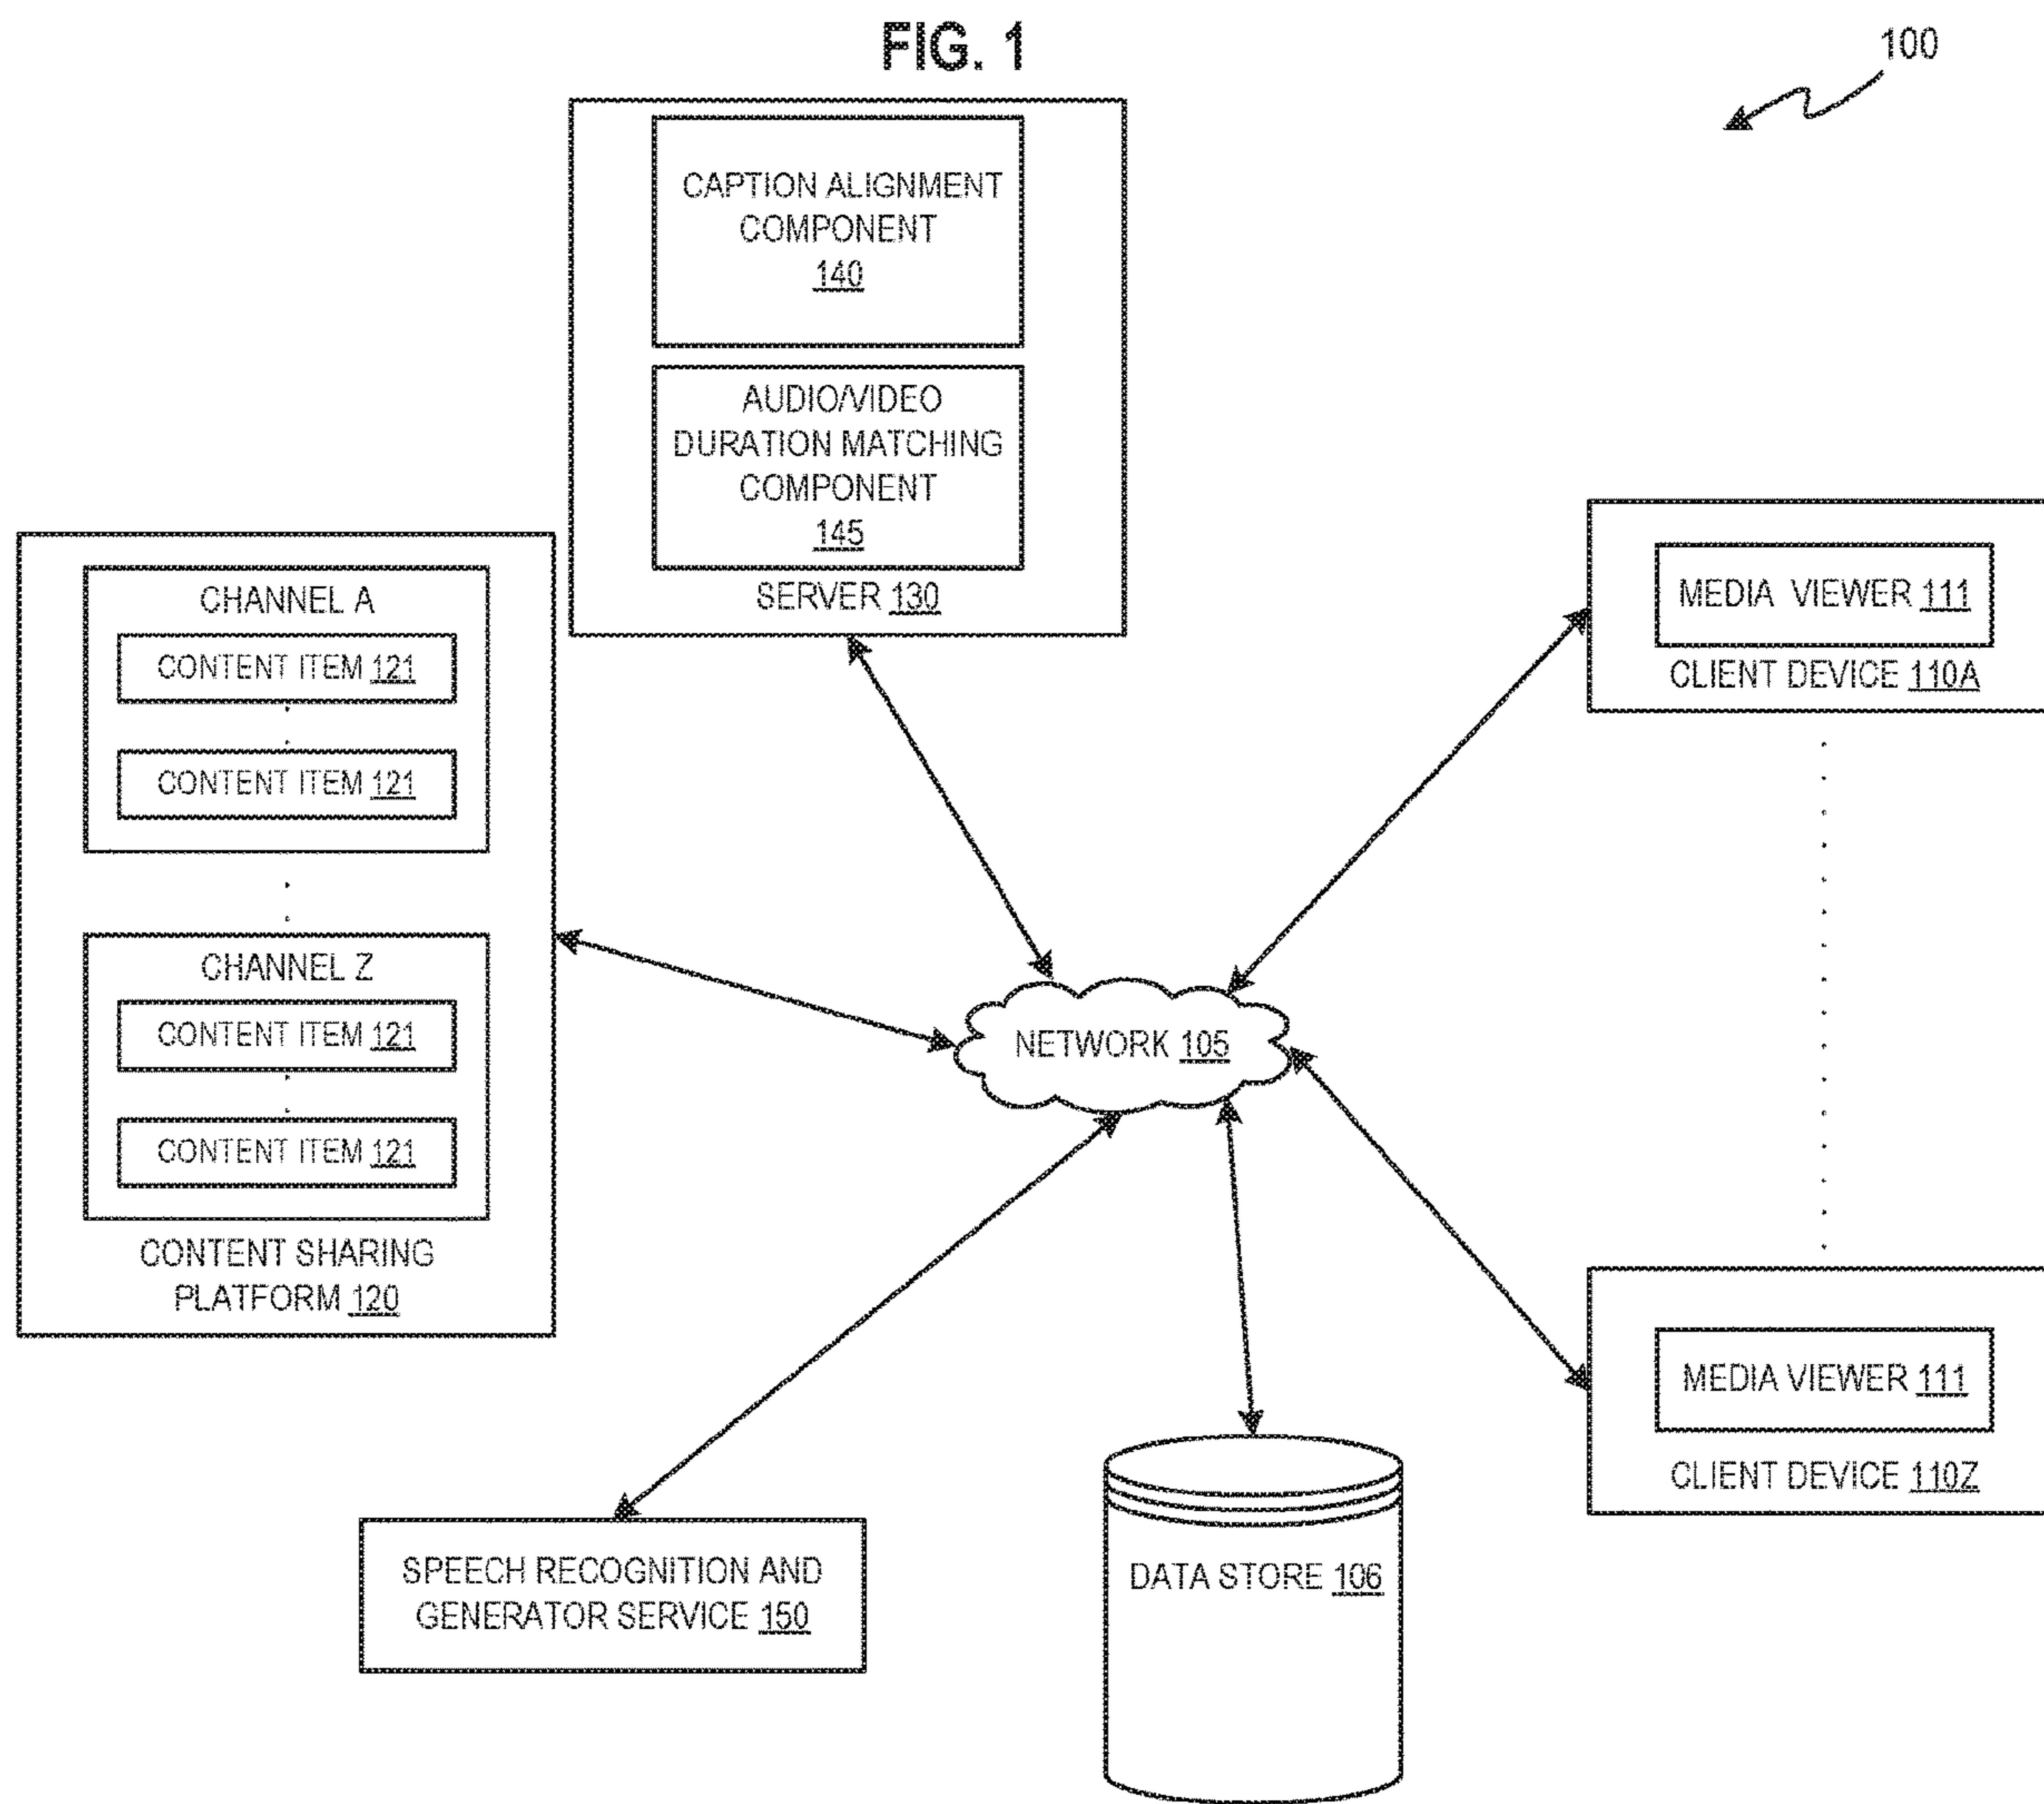 FIG. 1
100
CAPTION ALIGNMENT
COMPONENT
140
AUDIO/VIDEO
DURATION MATCHING
COMPONENT
145
SERVER 130
CHANNEL A
CONTENT ITEM 121
CONTENT ITEM 121
CHANNEL Z
CONTENT ITEM 121
CONTENT ITEM 121
CONTENT SHARING
PLATFORM 120
MEDIA VIEWER 111
CLIENT DEVICE 110A
NETWORK 105
MEDIA VIEWER 111
CLIENT DEVICE 110Z
SPEECH RECOGNITION AND
GENERATOR SERVICE 150
DATA STORE 106